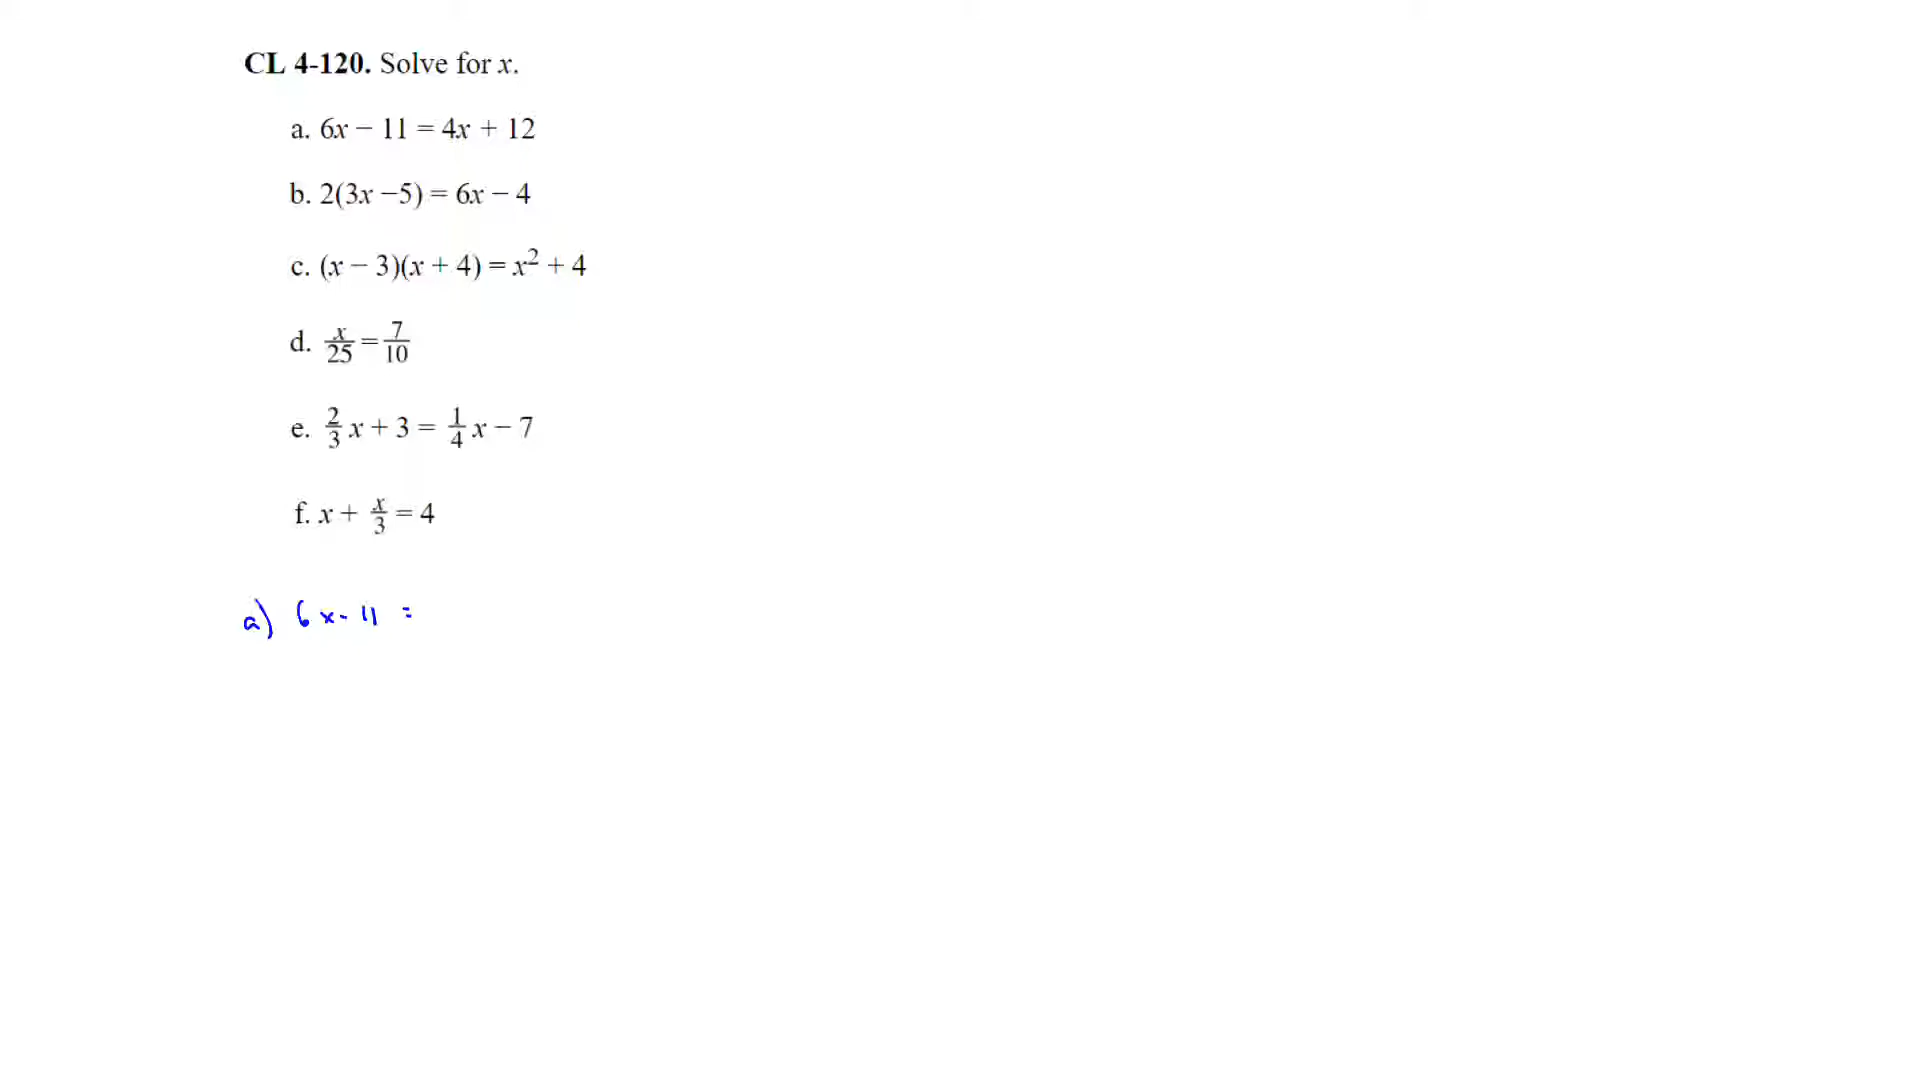 CL 4-120. Solve for x.
a. 6x − 11 = 4x + 12
b. 2(3x −5) = 6x − 4
c. (x − 3)(x + 4) = x² + 4
d. x/25 = 7/10
e. 2/3 x + 3 = 1/4 x − 7
f. x + x/3 = 4
a) 6x - 11 =